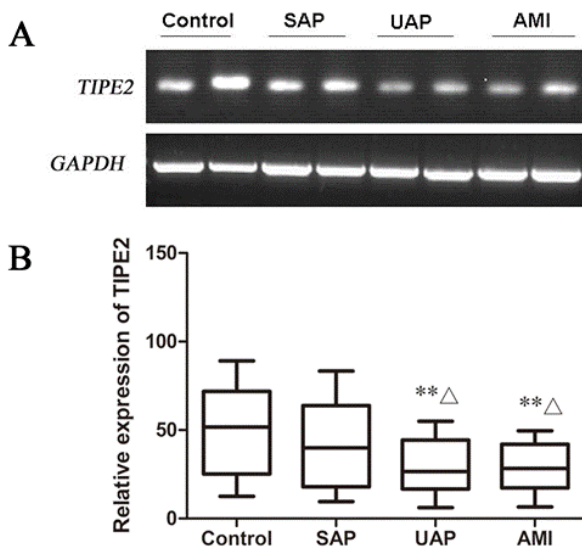 A
Control SAP UAP AMI
TIPE2
GAPDH
B
Relative expression of TIPE2
150
100
50
0
**△ **△
Control SAP UAP AMI